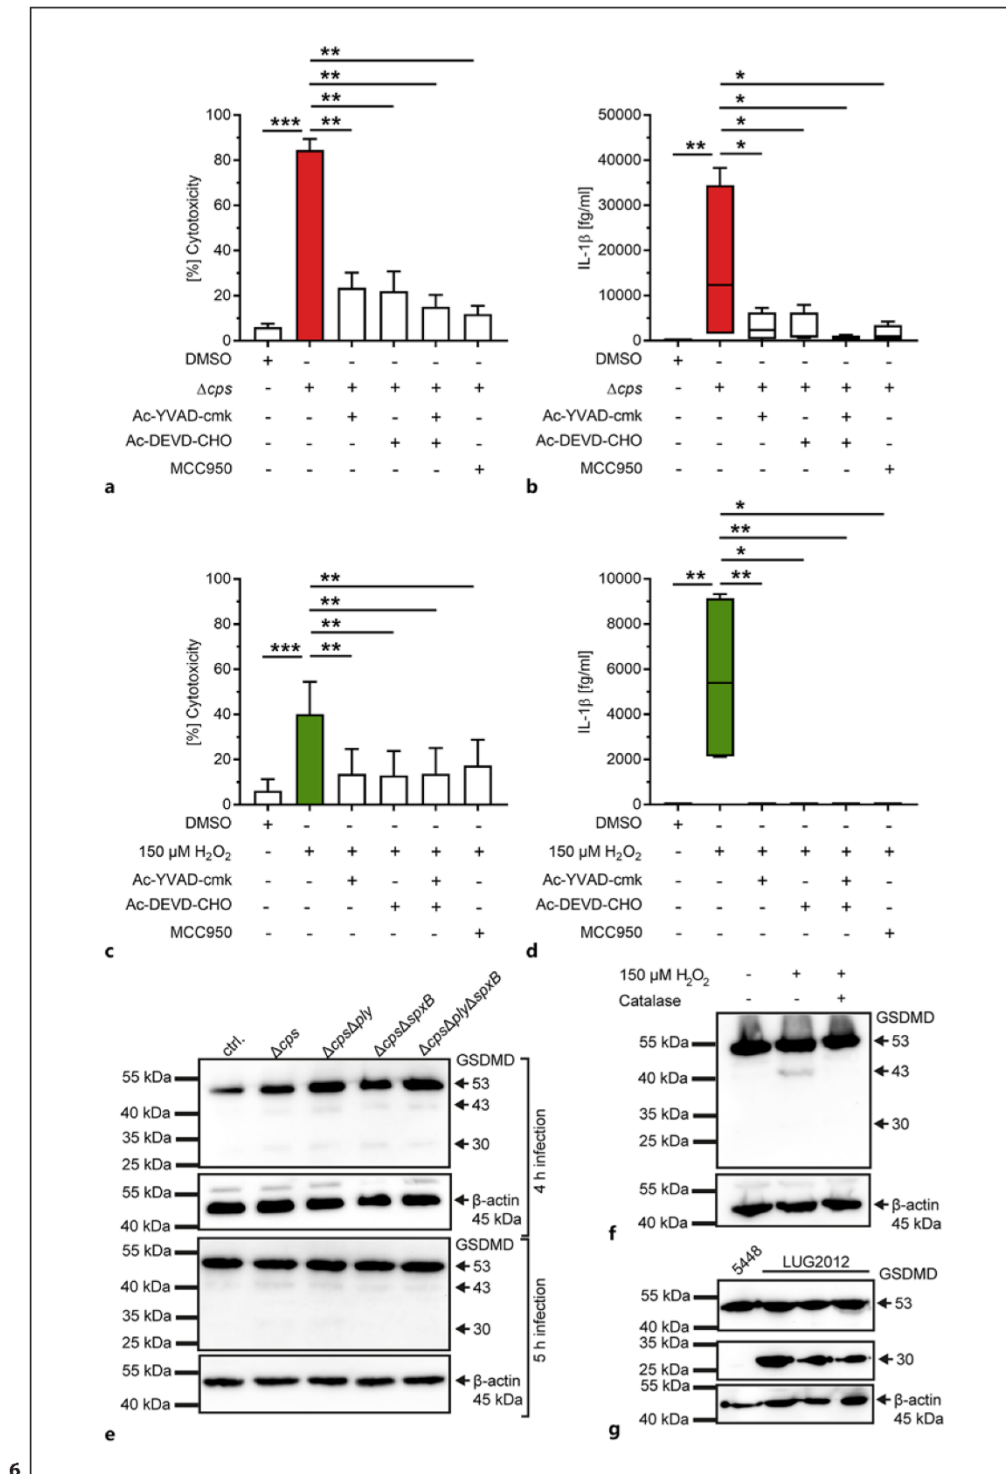 **
**
**
*** **
100
80
60
40
20
0
[%] Cytotoxicity
DMSO + - - - - -
Δcps - + + + + +
Ac-YVAD-cmk - - + - + -
Ac-DEVD-CHO - - - + + -
MCC950 - - - - - +
a
*
*
*
** *
50000
40000
30000
20000
10000
0
IL-1β [fg/ml]
DMSO + - - - - -
Δcps - + + + + +
Ac-YVAD-cmk - - + - + -
Ac-DEVD-CHO - - - + + -
MCC950 - - - - - +
b
**
**
**
*** **
100
80
60
40
20
0
[%] Cytotoxicity
DMSO + - - - - -
150 µM H₂O₂ - + + + + +
Ac-YVAD-cmk - - + - + -
Ac-DEVD-CHO - - - + + -
MCC950 - - - - - +
c
*
**
*
** **
10000
8000
6000
4000
2000
0
IL-1β [fg/ml]
DMSO + - - - - -
150 µM H₂O₂ - + + + + +
Ac-YVAD-cmk - - + - + -
Ac-DEVD-CHO - - - + + -
MCC950 - - - - - +
d
ctrl. Δcps ΔcpsΔply ΔcpsΔspxB ΔcpsΔplyΔspxB
GSDMD
55 kDa 53
43
40 kDa
35 kDa 30
25 kDa
55 kDa β-actin
45 kDa
40 kDa
4 h infection
GSDMD
55 kDa 53
40 kDa 43
35 kDa 30
25 kDa
55 kDa β-actin
45 kDa
40 kDa
5 h infection
e
150 µM H₂O₂ - + +
Catalase - - +
GSDMD
55 kDa 53
40 kDa 43
35 kDa 30
25 kDa
55 kDa β-actin
40 kDa 45 kDa
f
5448 LUG2012
GSDMD
55 kDa 53
40 kDa
35 kDa 30
25 kDa
55 kDa β-actin
40 kDa 45 kDa
g
6